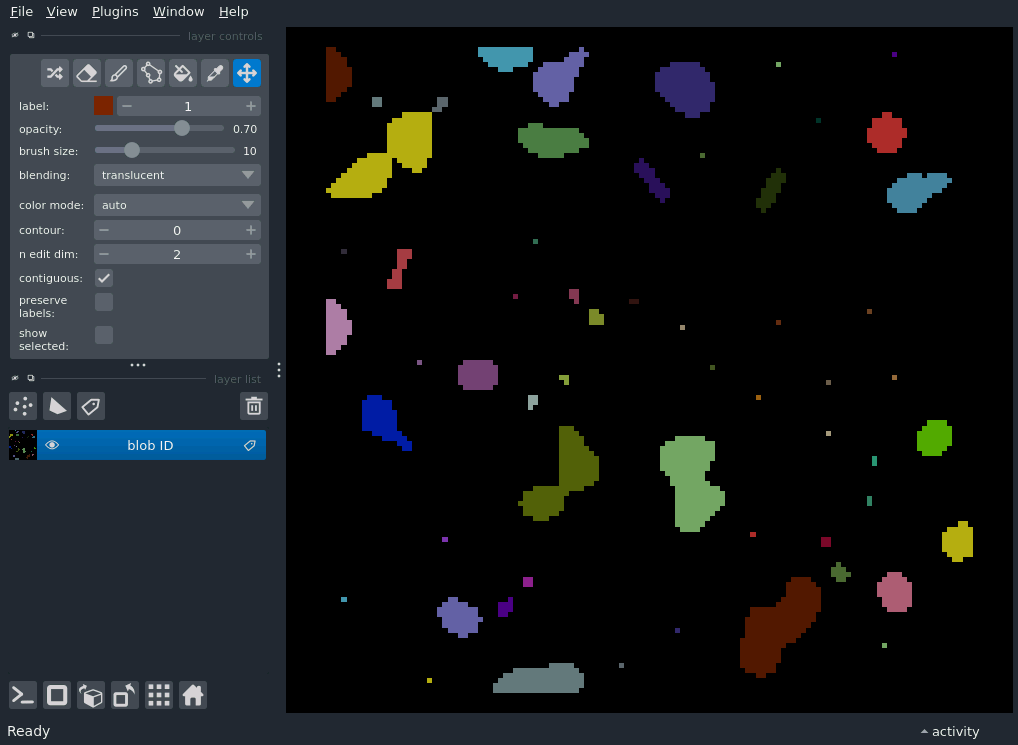 File View Plugins Window Help
layer controls
label: 1
opacity: 0.70
brush size: 10
blending: translucent
color mode: auto
contour: 0
n edit dim: 2
contiguous:
preserve
labels:
show
selected:
layer list
blob ID
Ready
activity